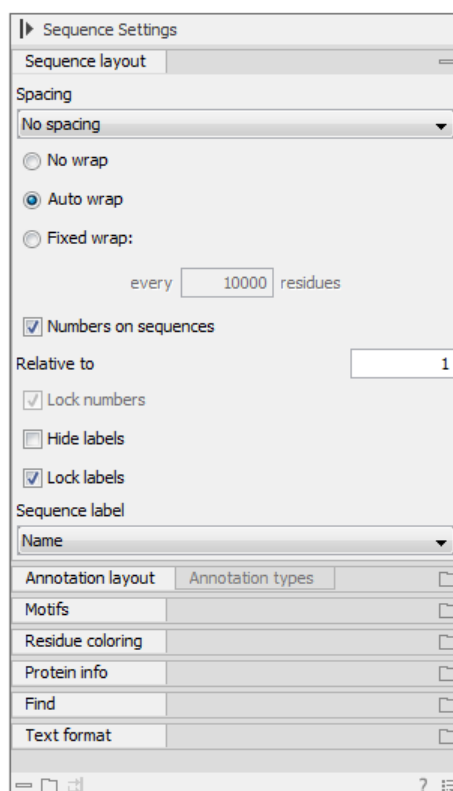 Sequence Settings
Sequence layout
Spacing
No spacing
No wrap
Auto wrap
Fixed wrap:
every 10000 residues
Numbers on sequences
Relative to 1
Lock numbers
Hide labels
Lock labels
Sequence label
Name
Annotation layout Annotation types
Motifs
Residue coloring
Protein info
Find
Text format
?